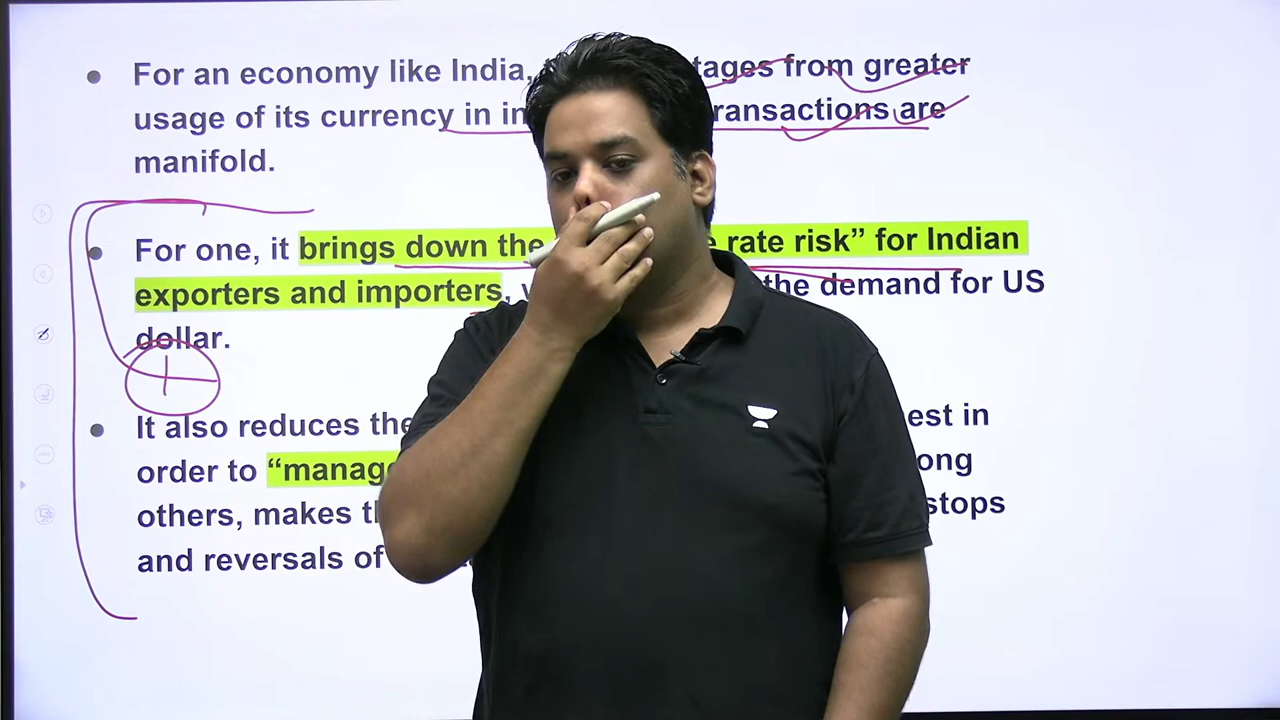 For an economy like India, tages from greater
usage of its currency in in ransactions are
manifold.
For one, it brings down the rate risk” for Indian
exporters and importers, the demand for US
dollar.
It also reduces the est in
order to “manage ong
others, makes th stops
and reversals of